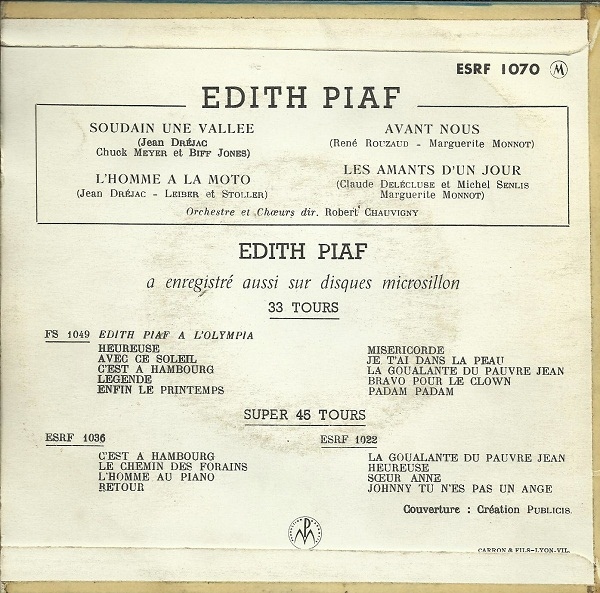 ESRF 1070 M
EDITH PIAF
SOUDAIN UNE VALLEE
(Jean DRÉJAC
Chuck MEYER et BIFF JONES)
L'HOMME A LA MOTO
(Jean DRÉJAC - LEIBER et STOLLER)
AVANT NOUS
(René ROUZAUD - Marguerite MONNOT)
LES AMANTS D'UN JOUR
(Claude DELÉCLUSE et Michel SENLIS
Marguerite MONNOT)
Orchestre et Chœurs dir. Robert CHAUVIGNY
EDITH PIAF
a enregistré aussi sur disques microsillon
33 TOURS
FS 1049 EDITH PIAF A L'OLYMPIA
HEUREUSE
AVEC CE SOLEIL
C'EST A HAMBOURG
LEGENDE
ENFIN LE PRINTEMPS
MISERICORDE
JE T'AI DANS LA PEAU
LA GOUALANTE DU PAUVRE JEAN
BRAVO POUR LE CLOWN
PADAM PADAM
SUPER 45 TOURS
ESRF 1036
C'EST A HAMBOURG
LE CHEMIN DES FORAINS
L'HOMME AU PIANO
RETOUR
ESRF 1022
LA GOUALANTE DU PAUVRE JEAN
HEUREUSE
SŒUR ANNE
JOHNNY TU N'ES PAS UN ANGE
Couverture : Création PUBLICIS.
CARRON & FILS-LYON-VIL.